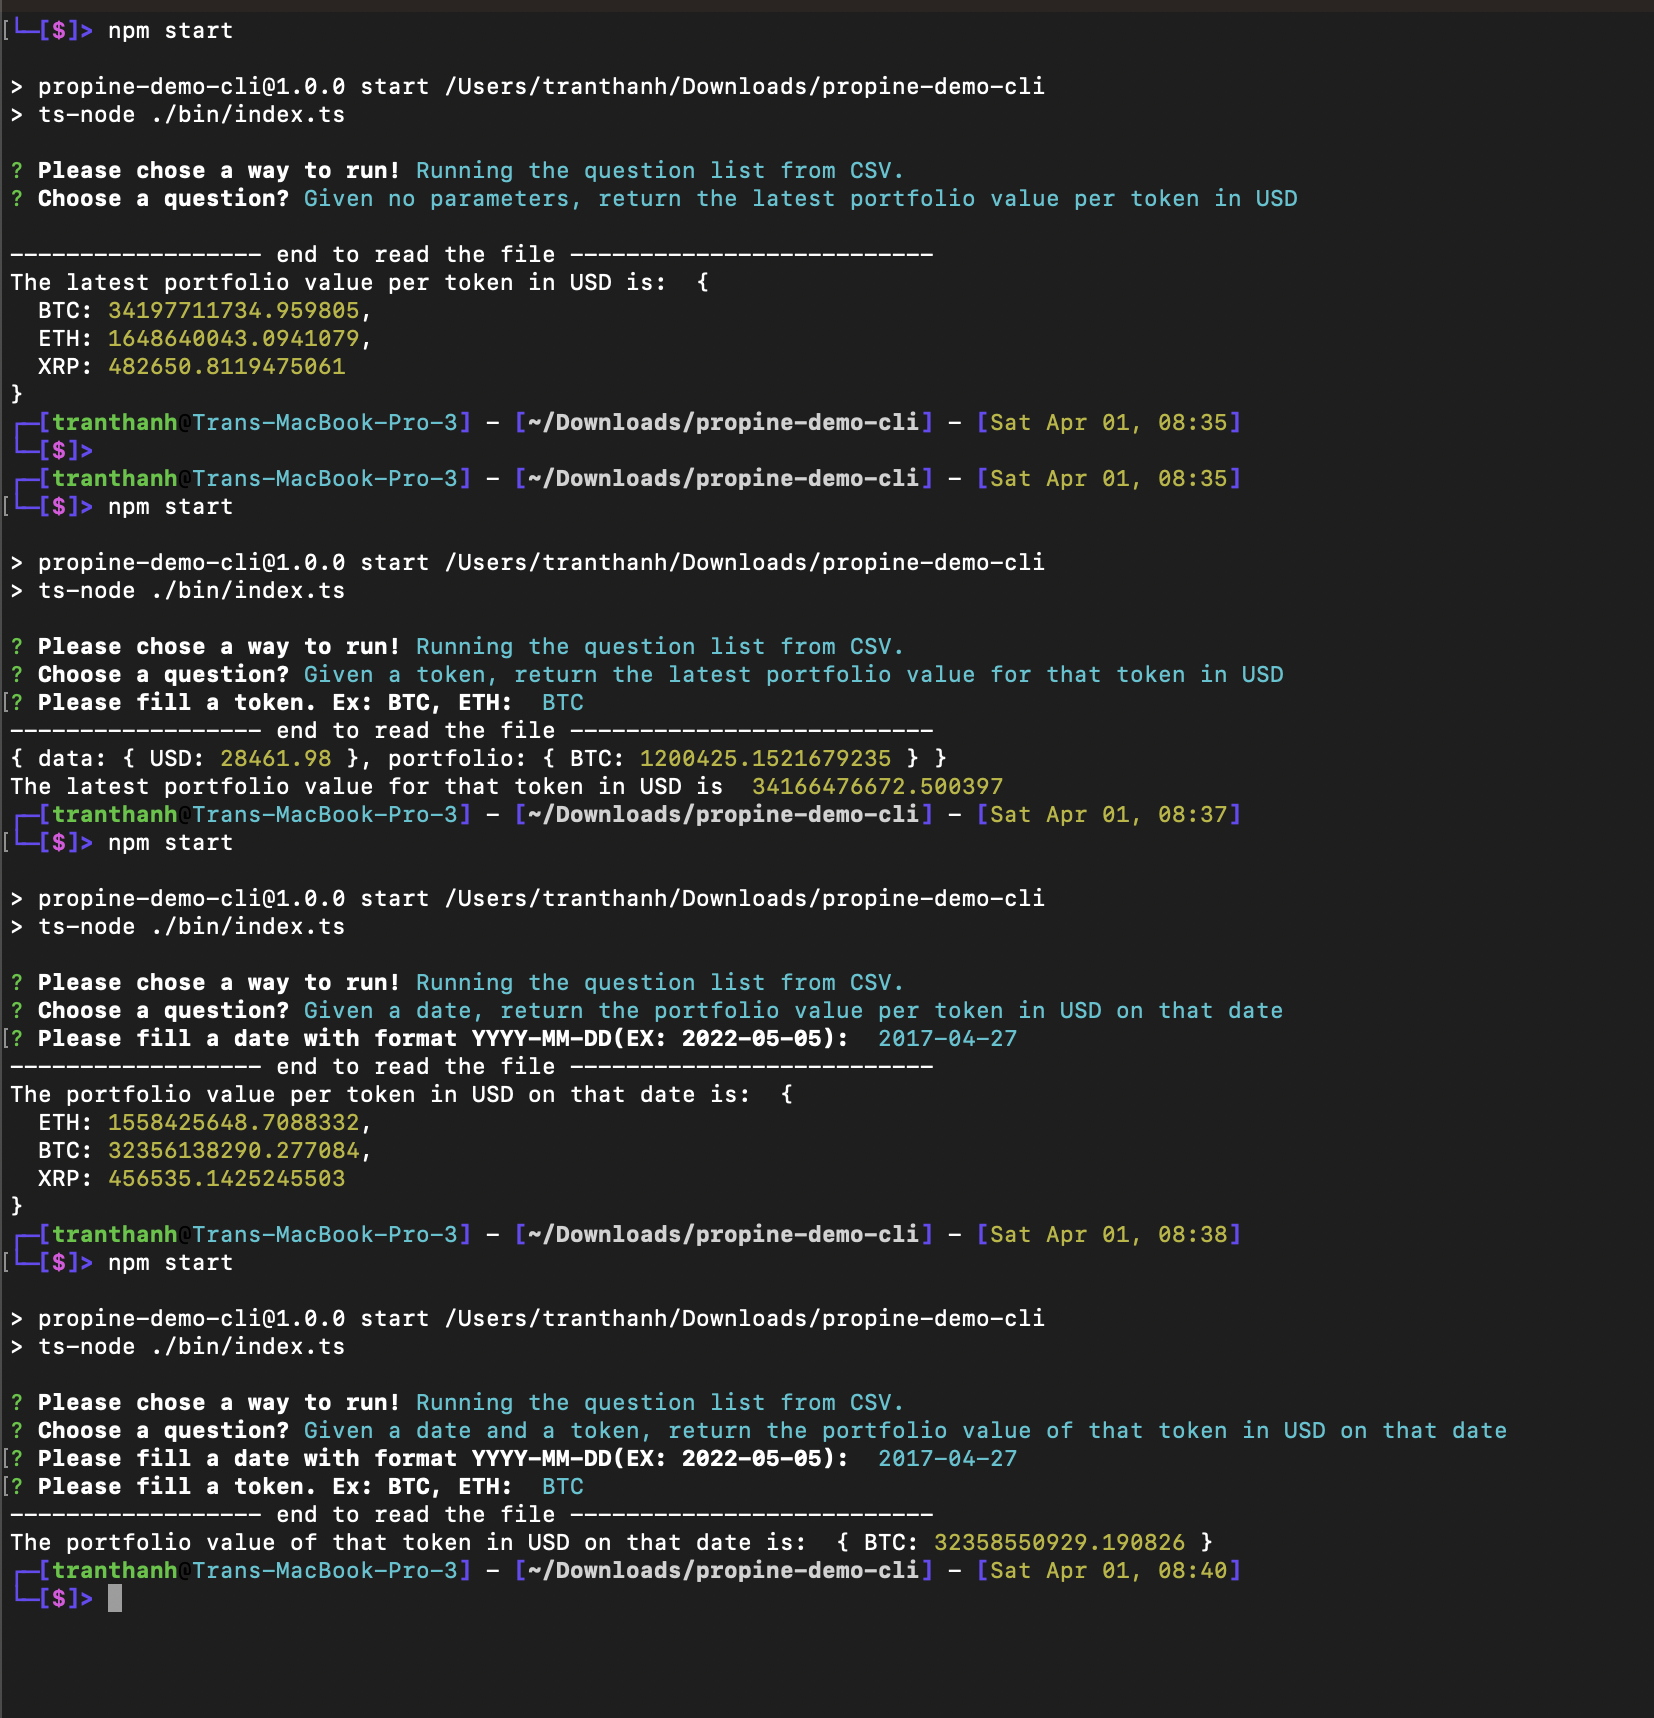 [└─[$]> npm start
> propine-demo-cli@1.0.0 start /Users/tranthanh/Downloads/propine-demo-cli
> ts-node ./bin/index.ts
? Please chose a way to run! Running the question list from CSV.
? Choose a question? Given no parameters, return the latest portfolio value per token in USD
------------------ end to read the file --------------------------
The latest portfolio value per token in USD is:  {
  BTC: 34197711734.959805,
  ETH: 1648640043.0941079,
  XRP: 482650.8119475061
}
┌─[tranthanh@Trans-MacBook-Pro-3] - [~/Downloads/propine-demo-cli] - [Sat Apr 01, 08:35]
└─[$]>
┌─[tranthanh@Trans-MacBook-Pro-3] - [~/Downloads/propine-demo-cli] - [Sat Apr 01, 08:35]
[└─[$]> npm start
> propine-demo-cli@1.0.0 start /Users/tranthanh/Downloads/propine-demo-cli
> ts-node ./bin/index.ts
? Please chose a way to run! Running the question list from CSV.
? Choose a question? Given a token, return the latest portfolio value for that token in USD
[? Please fill a token. Ex: BTC, ETH:  BTC
------------------ end to read the file --------------------------
{ data: { USD: 28461.98 }, portfolio: { BTC: 1200425.1521679235 } }
The latest portfolio value for that token in USD is  34166476672.500397
┌─[tranthanh@Trans-MacBook-Pro-3] - [~/Downloads/propine-demo-cli] - [Sat Apr 01, 08:37]
[└─[$]> npm start
> propine-demo-cli@1.0.0 start /Users/tranthanh/Downloads/propine-demo-cli
> ts-node ./bin/index.ts
? Please chose a way to run! Running the question list from CSV.
? Choose a question? Given a date, return the portfolio value per token in USD on that date
[? Please fill a date with format YYYY-MM-DD(EX: 2022-05-05):  2017-04-27
------------------ end to read the file --------------------------
The portfolio value per token in USD on that date is:  {
  ETH: 1558425648.7088332,
  BTC: 32356138290.277084,
  XRP: 456535.1425245503
}
┌─[tranthanh@Trans-MacBook-Pro-3] - [~/Downloads/propine-demo-cli] - [Sat Apr 01, 08:38]
[└─[$]> npm start
> propine-demo-cli@1.0.0 start /Users/tranthanh/Downloads/propine-demo-cli
> ts-node ./bin/index.ts
? Please chose a way to run! Running the question list from CSV.
? Choose a question? Given a date and a token, return the portfolio value of that token in USD on that date
[? Please fill a date with format YYYY-MM-DD(EX: 2022-05-05):  2017-04-27
[? Please fill a token. Ex: BTC, ETH:  BTC
------------------ end to read the file --------------------------
The portfolio value of that token in USD on that date is:  { BTC: 32358550929.190826 }
┌─[tranthanh@Trans-MacBook-Pro-3] - [~/Downloads/propine-demo-cli] - [Sat Apr 01, 08:40]
└─[$]>